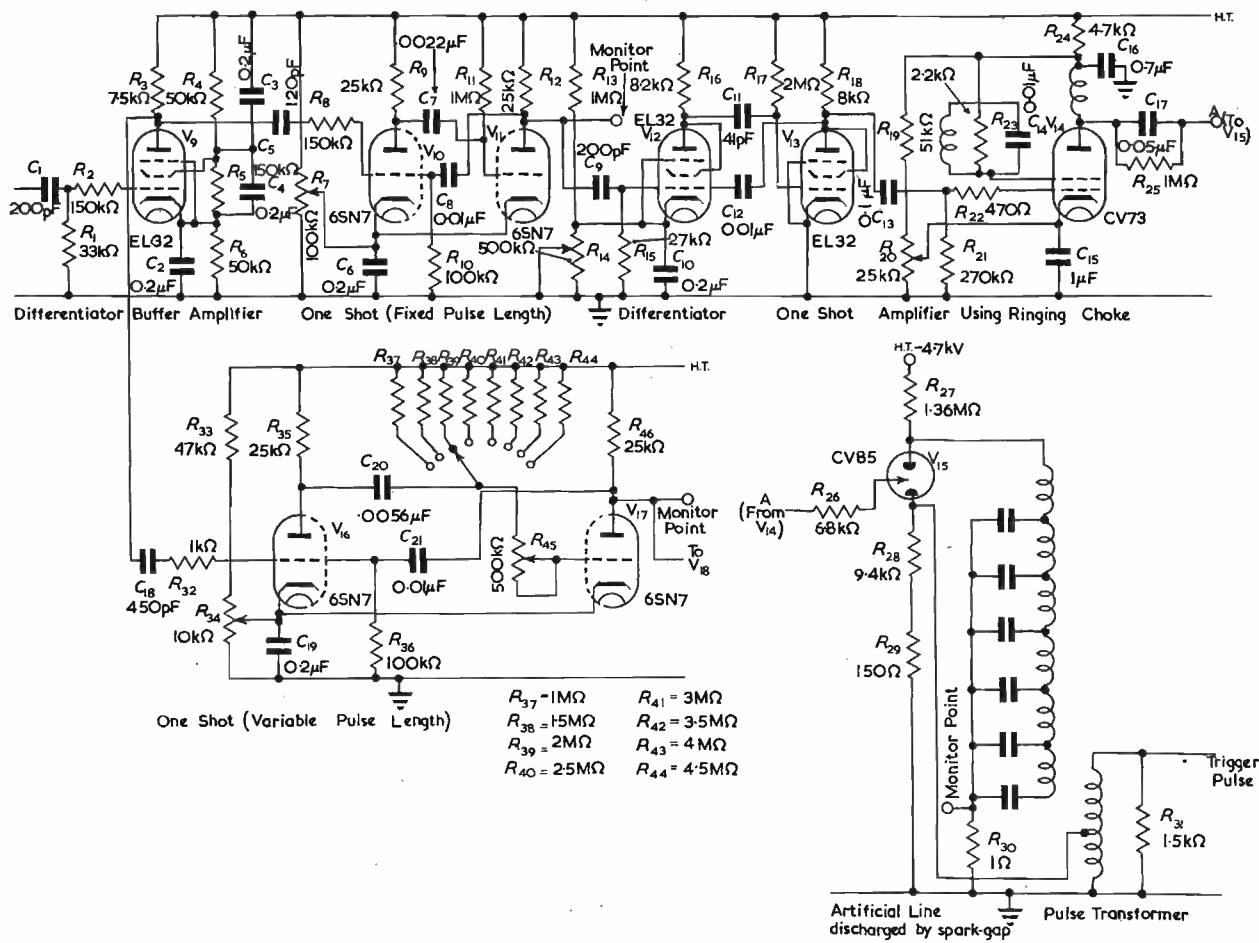 H.T.
R24 4.7kΩ
C16 0.7μF
R3 7.5kΩ
R4 50kΩ
0.2μF C3
120pF
R8 150kΩ
R9 25kΩ
.0022μF
C7
R11 1MΩ
R12 25kΩ
R13 1MΩ
Monitor Point
8.2kΩ R16
C11 41pF
R17 2MΩ
R18 8kΩ
R19 51kΩ
2.2kΩ R23
.001μF C14
V14
C17 0.05μF
R25 1MΩ
A (To V15)
V9
C5
150kΩ
R5
C4 0.2μF
R7 100kΩ
V10
V11
C8 0.01μF
200pF C9
EL32 V12
V13
C12 0.01μF
0.1μF C13
R22 470Ω
CV73
C1 200pF
R2 150kΩ
R1 33kΩ
EL32
C2 0.2μF
R6 50kΩ
6SN7
C6 0.2μF
R10 100kΩ
6SN7
500kΩ R14
27kΩ R15
C10 0.2μF
EL32
R20 25kΩ
R21 270kΩ
C15 1μF
Differentiator Buffer Amplifier
One Shot (Fixed Pulse Length)
Differentiator
One Shot
Amplifier Using Ringing Choke
R37 R38 R39 R40 R41 R42 R43 R44
H.T.
R33 47kΩ
R35 25kΩ
R46 25kΩ
C20 .0056μF
V16
C21 0.01μF
R45 500kΩ
V17
Monitor Point
To V18
1kΩ R32
C18 450pF
R34 10kΩ
6SN7
C19 0.2μF
R36 100kΩ
6SN7
One Shot (Variable Pulse Length)
R37 = 1MΩ R41 = 3MΩ
R38 = 1.5MΩ R42 = 3.5MΩ
R39 = 2MΩ R43 = 4MΩ
R40 = 2.5MΩ R44 = 4.5MΩ
H.T. -4.7kV
R27 1.36MΩ
CV85
V15
A (From V14)
R26 68kΩ
R28 9.4kΩ
R29 150Ω
Monitor Point
R30 1Ω
Trigger Pulse
R31 1.5kΩ
Artificial Line discharged by spark-gap
Pulse Transformer